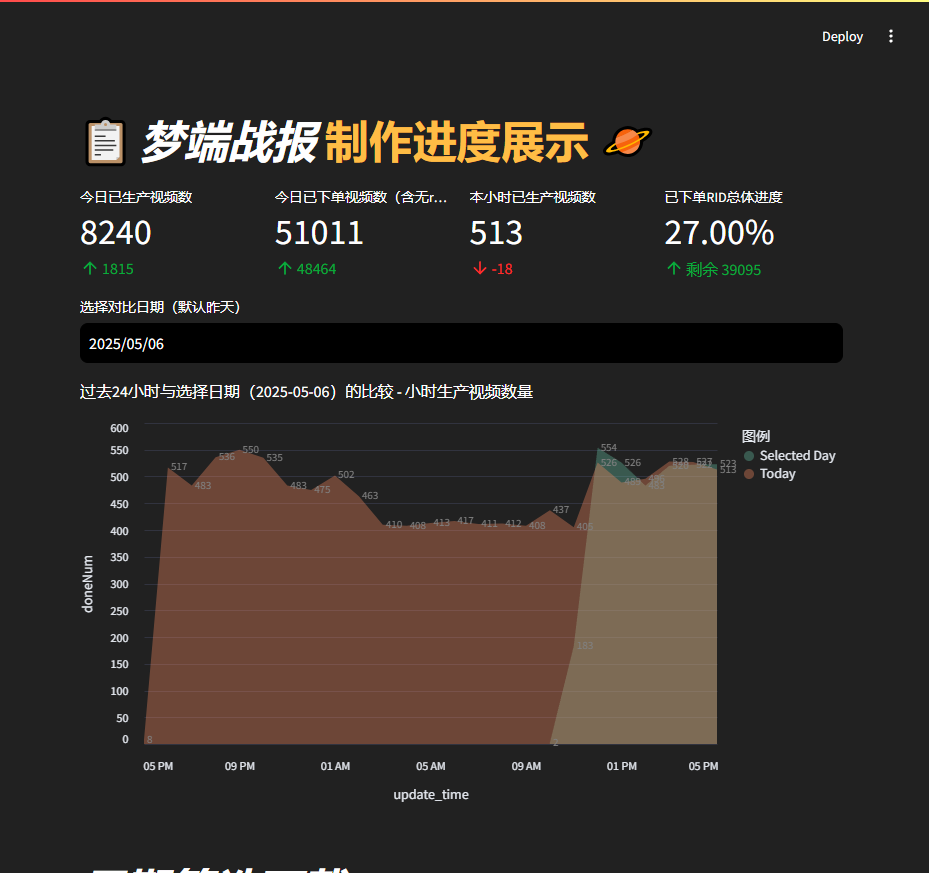 Deploy
梦端战报 制作进度展示
今日已生产视频数
8240
1815
今日已下单视频数（含无r...
51011
48464
本小时已生产视频数
513
-18
已下单RID总体进度
27.00%
剩余 39095
选择对比日期（默认昨天）
2025/05/06
过去24小时与选择日期（2025-05-06）的比较 - 小时生产视频数量
图例
Selected Day
Today
doneNum
600
550
500
450
400
350
300
250
200
150
100
50
0
8
517
483
536
550
535
483
475
502
463
410
408
413
417
411
412
408
437
405
526
554
526
183
2
523
513
05 PM
09 PM
01 AM
05 AM
09 AM
01 PM
05 PM
update_time